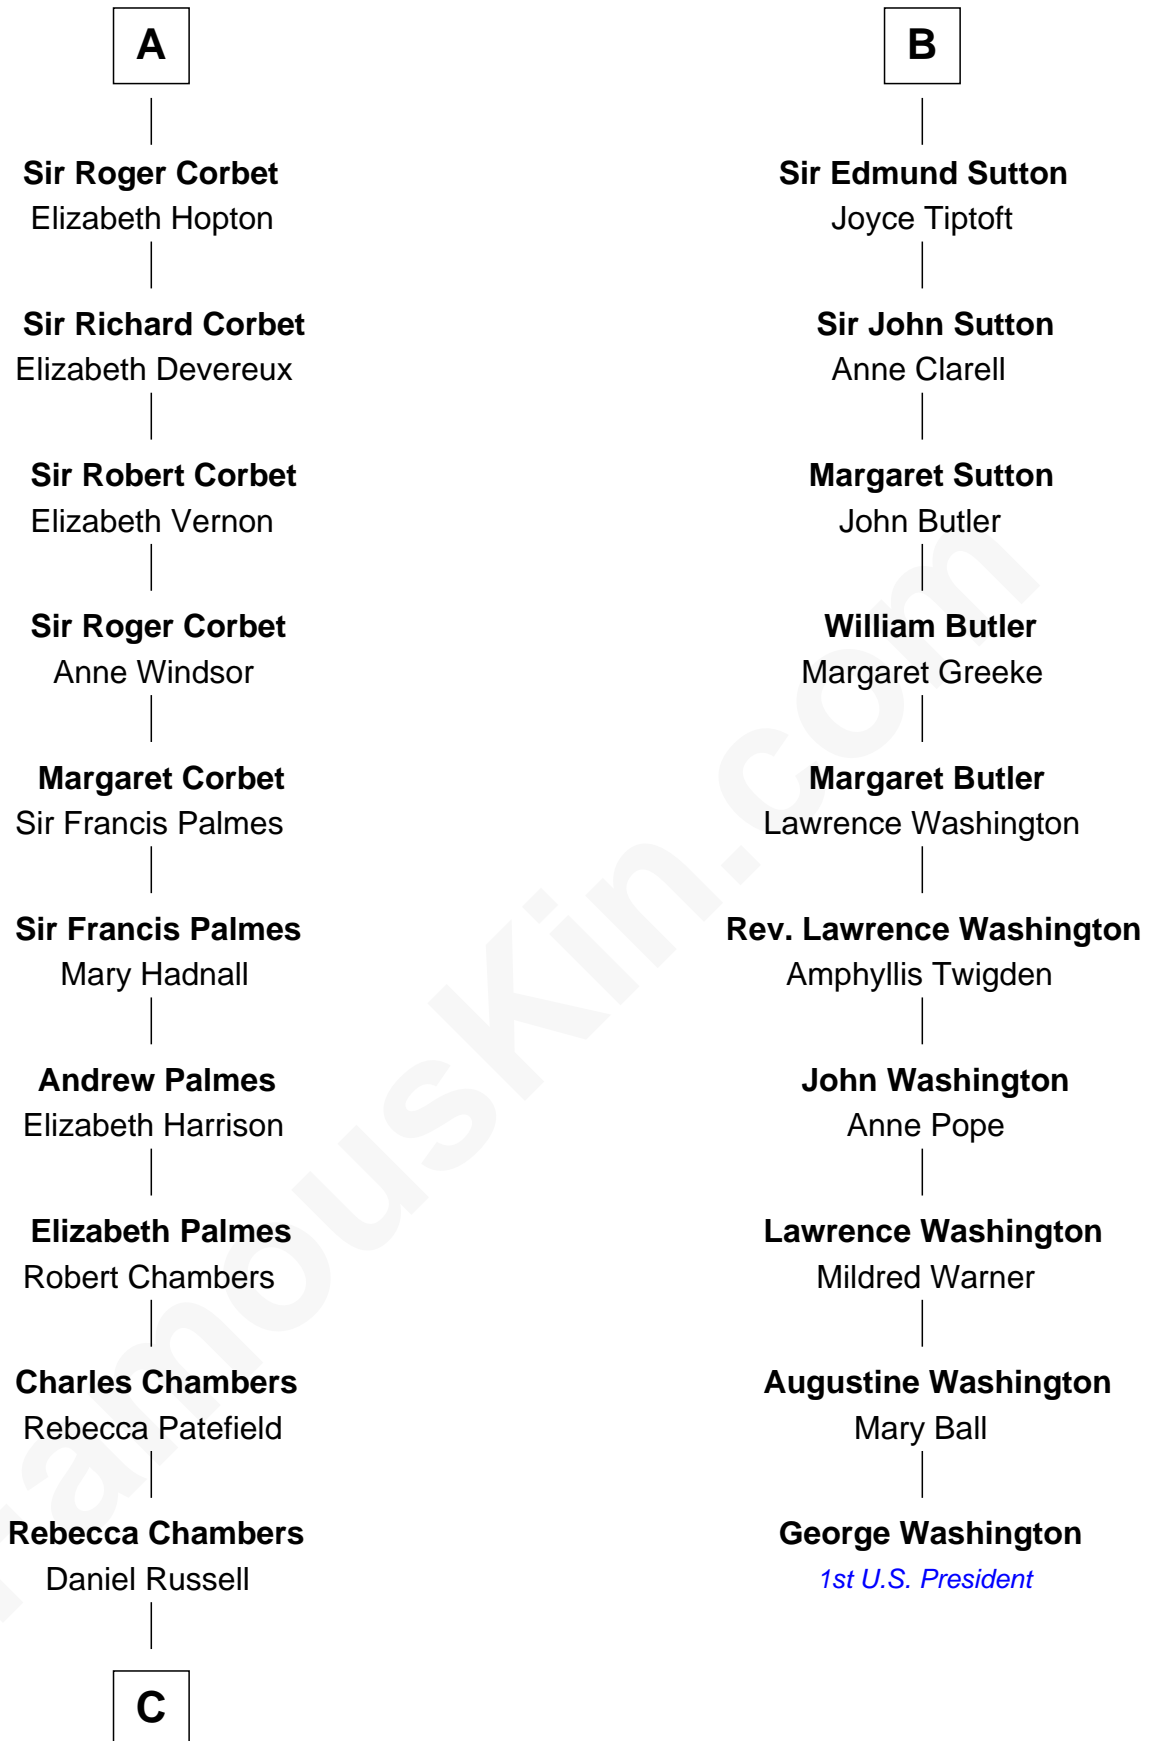 A
Sir Roger Corbet
Elizabeth Hopton
Sir Richard Corbet
Elizabeth Devereux
Sir Robert Corbet
Elizabeth Vernon
Sir Roger Corbet
Anne Windsor
Margaret Corbet
Sir Francis Palmes
Sir Francis Palmes
Mary Hadnall
Andrew Palmes
Elizabeth Harrison
Elizabeth Palmes
Robert Chambers
Charles Chambers
Rebecca Patefield
Rebecca Chambers
Daniel Russell
C
B
Sir Edmund Sutton
Joyce Tiptoft
Sir John Sutton
Anne Clarell
Margaret Sutton
John Butler
William Butler
Margaret Greeke
Margaret Butler
Lawrence Washington
Rev. Lawrence Washington
Amphyllis Twigden
John Washington
Anne Pope
Lawrence Washington
Mildred Warner
Augustine Washington
Mary Ball
George Washington
1st U.S. President
FamousKin.com